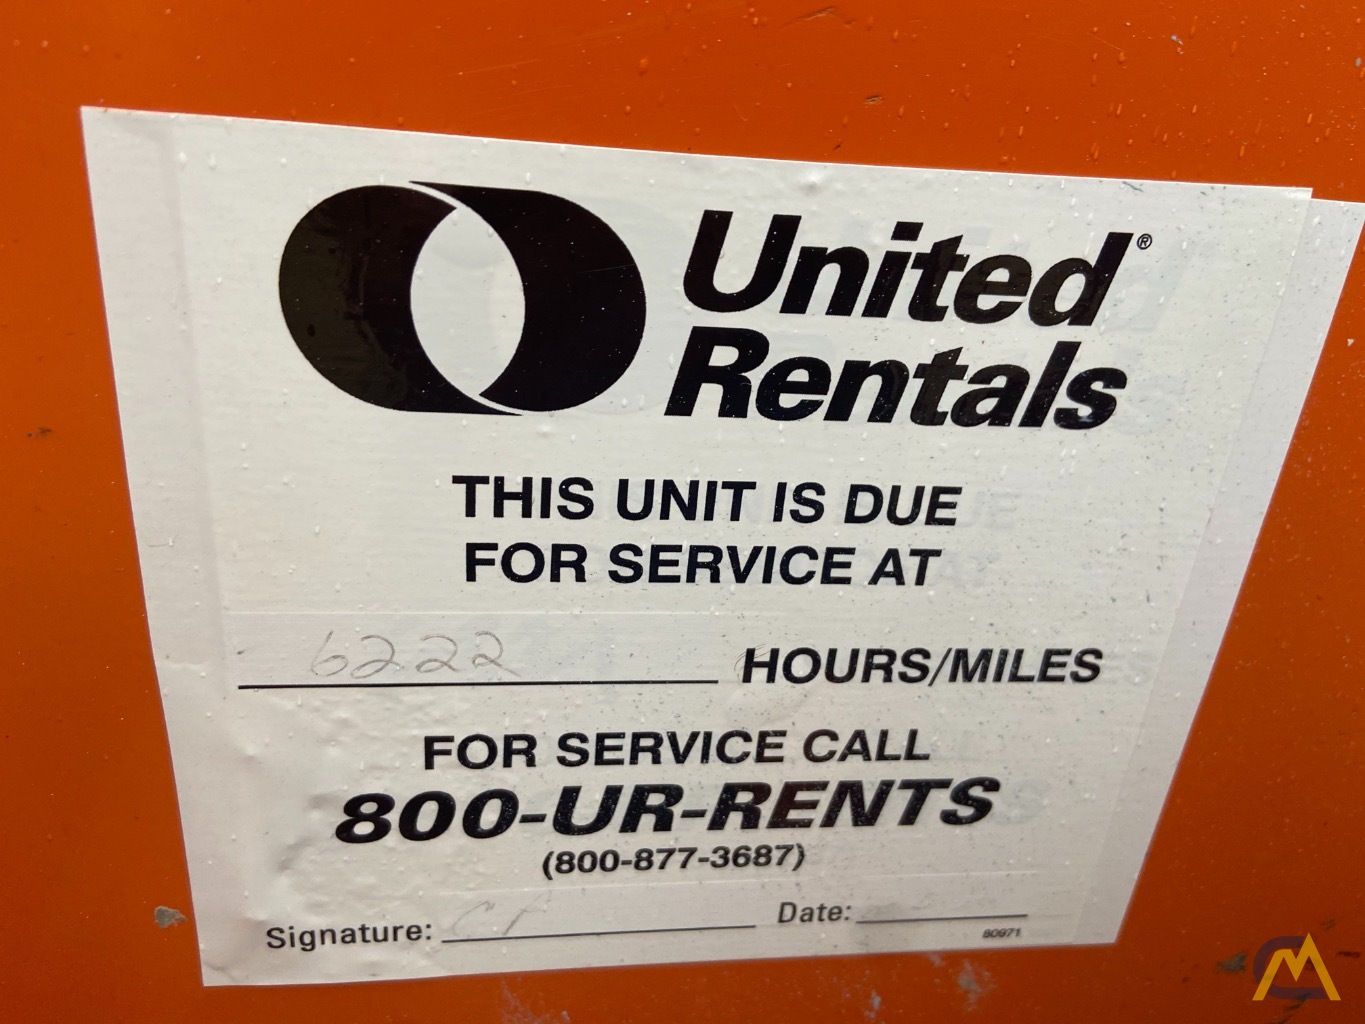 United®
Rentals
THIS UNIT IS DUE
FOR SERVICE AT
6222 HOURS/MILES
FOR SERVICE CALL
800-UR-RENTS
(800-877-3687)
Signature: Date:
80971